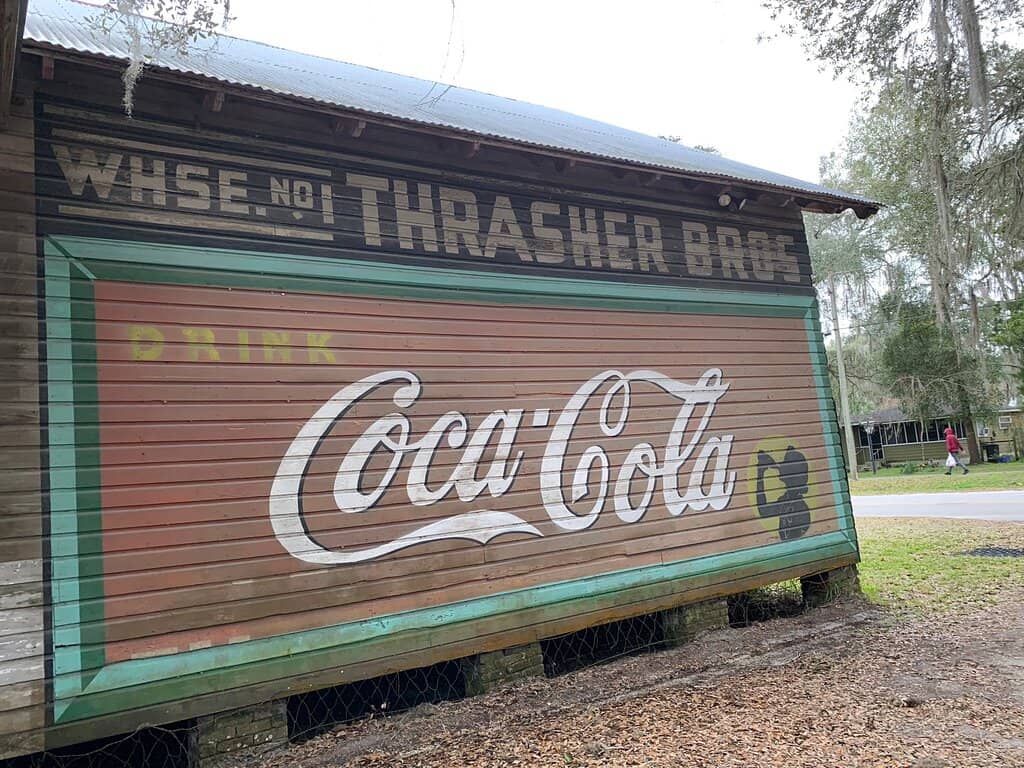 WHSE. NO 1 THRASHER BROS
DRINK
Coca-Cola